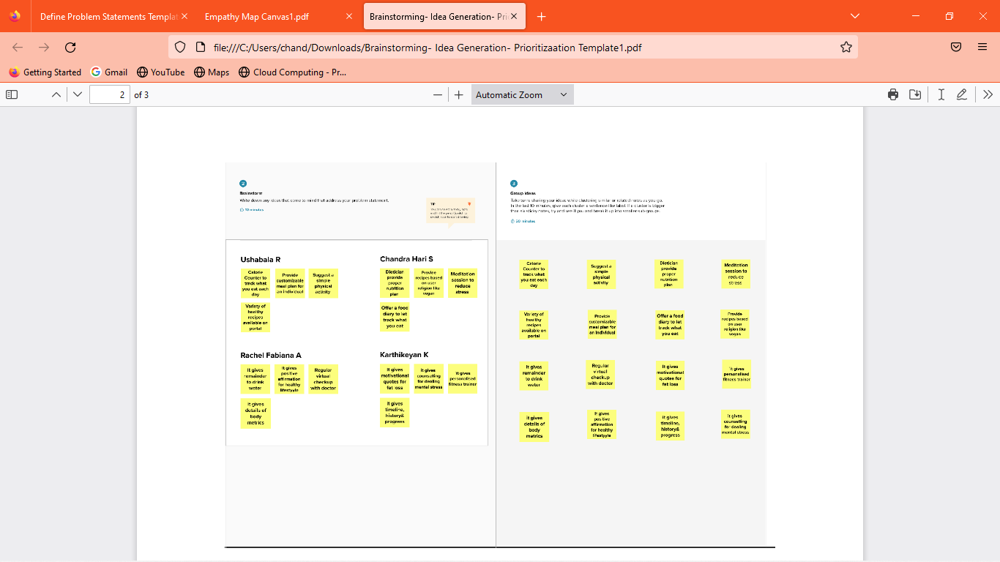 Define Problem Statements Templat
Empathy Map Canvas1.pdf
Brainstorming- Idea Generation- Pri
file:///C:/Users/chand/Downloads/Brainstorming- Idea Generation- Prioritizaation Template1.pdf
Getting Started
Gmail
YouTube
Maps
Cloud Computing - Pr...
2
of 3
Automatic Zoom
2
Brainstorm
Write down any ideas that come to mind that address your problem statement.
10 minutes
TIP
Ushabala R
Calorie
Counter to
track what
you eat each
day
Provide
customizable
meal plan for
an individual
Suggest a
simple
physical
activity
Variety of
healthy
recipes
available on
portal
Chandra Hari S
Dietician
provide
proper
nutrition
plan
Provide
recipes based
on user
religion like
vegan
Meditation
session to
reduce
stress
Offer a food
diary to let
track what
you eat
Rachel Fabiana A
It gives
remainder
to drink
water
it gives
positive
affirmation
for healthy
lifestyyle
Regular
virtual
checkup
with doctor
it gives
details of
body
metrics
Karthikeyan K
It gives
motivational
quotes for
fat loss
it gives
counselling
for dealing
mental stress
it gives
personalised
fitness trainer
it gives
timeline,
history&
progress
3
Group ideas
Take turns sharing your ideas while clustering similar or related notes as you go.
In the last 10 minutes, give each cluster a sentence-like label. If a cluster is bigger
than six sticky notes, try and see if you and break it up into smaller sub-groups.
20 minutes
Calorie
Counter to
track what
you eat each
day
Suggest a
simple
physical
activity
Dietician
provide
proper
nutrition
plan
Meditation
session to
reduce
stress
Variety of
healthy
recipes
available on
portal
Provide
customizable
meal plan for
an individual
Offer a food
diary to let
track what
you eat
Provide
recipes based
on user
religion like
vegan
It gives
remainder
to drink
water
Regular
virtual
checkup
with doctor
It gives
motivational
quotes for
fat loss
it gives
personalised
fitness trainer
it gives
details of
body
metrics
it gives
positive
affirmation
for healthy
lifestyyle
it gives
timeline,
history&
progress
it gives
counselling
for dealing
mental stress